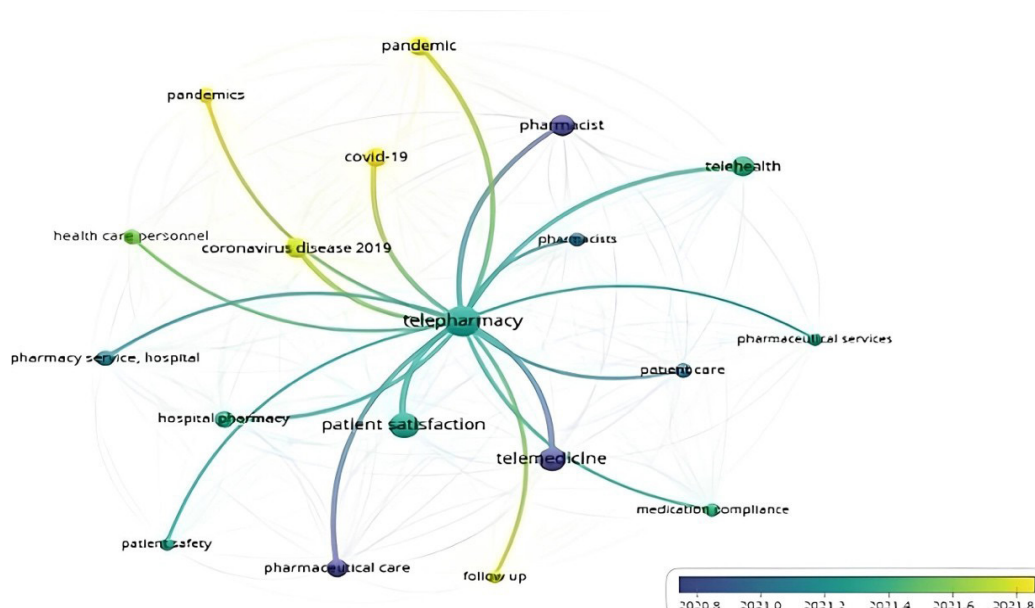 pandemic
pandemics
pharmacist
covid-19
telehealth
health care personnel
coronavirus disease 2019
pharmacists
telepharmacy
pharmaceutical services
pharmacy service, hospital
patient care
hospital pharmacy
patient satisfaction
telemedicine
medication compliance
patient safety
pharmaceutical care
follow up
2020.8 2021.0 2021.2 2021.4 2021.6 2021.8